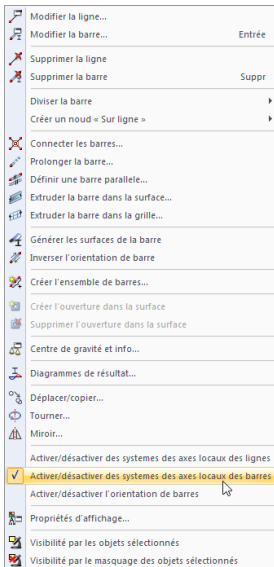 Modifier la ligne...
Modifier la barre... Entrée
Supprimer la ligne
Supprimer la barre Suppr
Diviser la barre
Créer un noud « Sur ligne »
Connecter les barres...
Prolonger la barre...
Définir une barre parallele...
Extruder la barre dans la surface...
Extruder la barre dans la grille...
Générer les surfaces de la barre
Inverser l'orientation de barre
Créer l'ensemble de barres...
Créer l'ouverture dans la surface
Supprimer l'ouverture dans la surface
Centre de gravité et info...
Diagrammes de résultat...
Déplacer/copier...
Tourner...
Miroir...
Activer/désactiver des systemes des axes locaux des lignes
Activer/désactiver des systemes des axes locaux des barres
Activer/désactiver l'orientation de barres
Propriétés d'affichage...
Visibilité par les objets sélectionnés
Visibilité par le masquage des objets sélectionnés